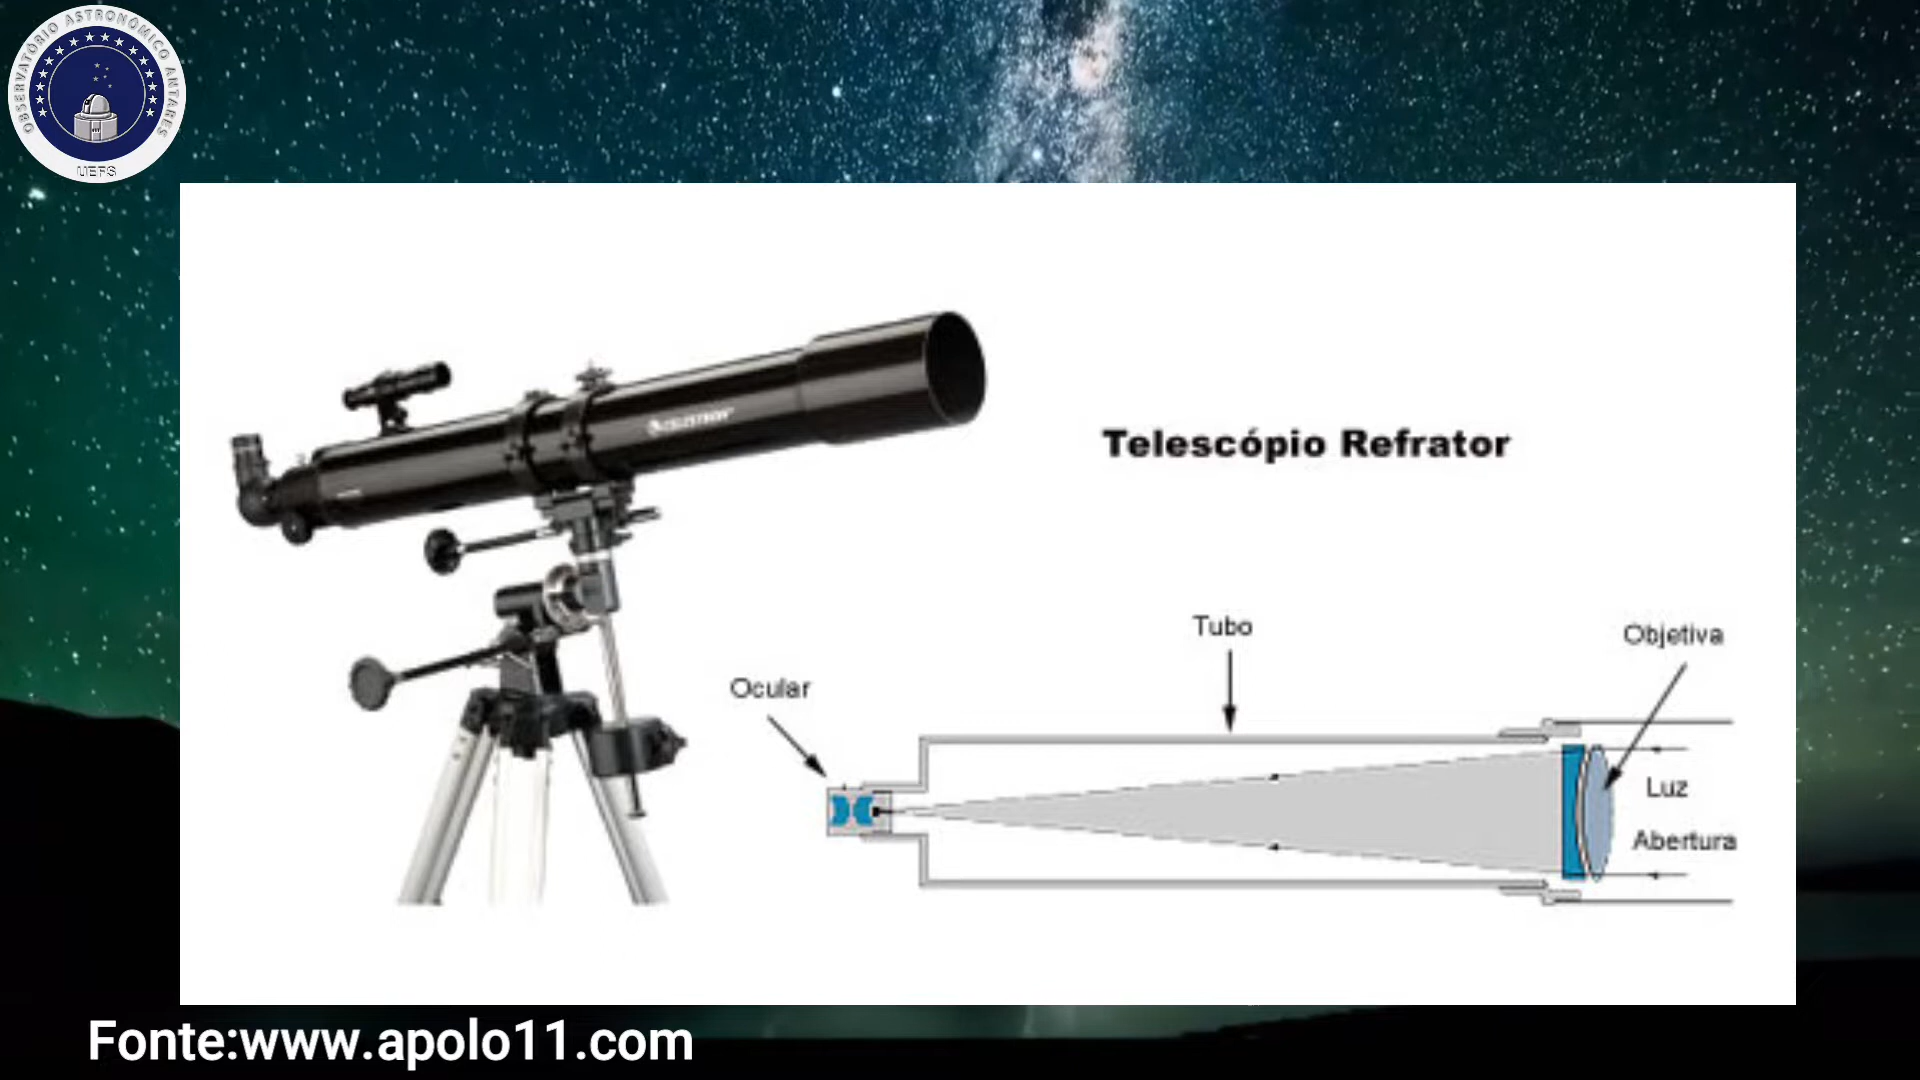 OBSERVATÓRIO ASTRONÔMICO ANTARES
UEFS
Telescópio Refrator
Tubo
Objetiva
Ocular
Luz
Abertura
Fonte:www.apolo11.com